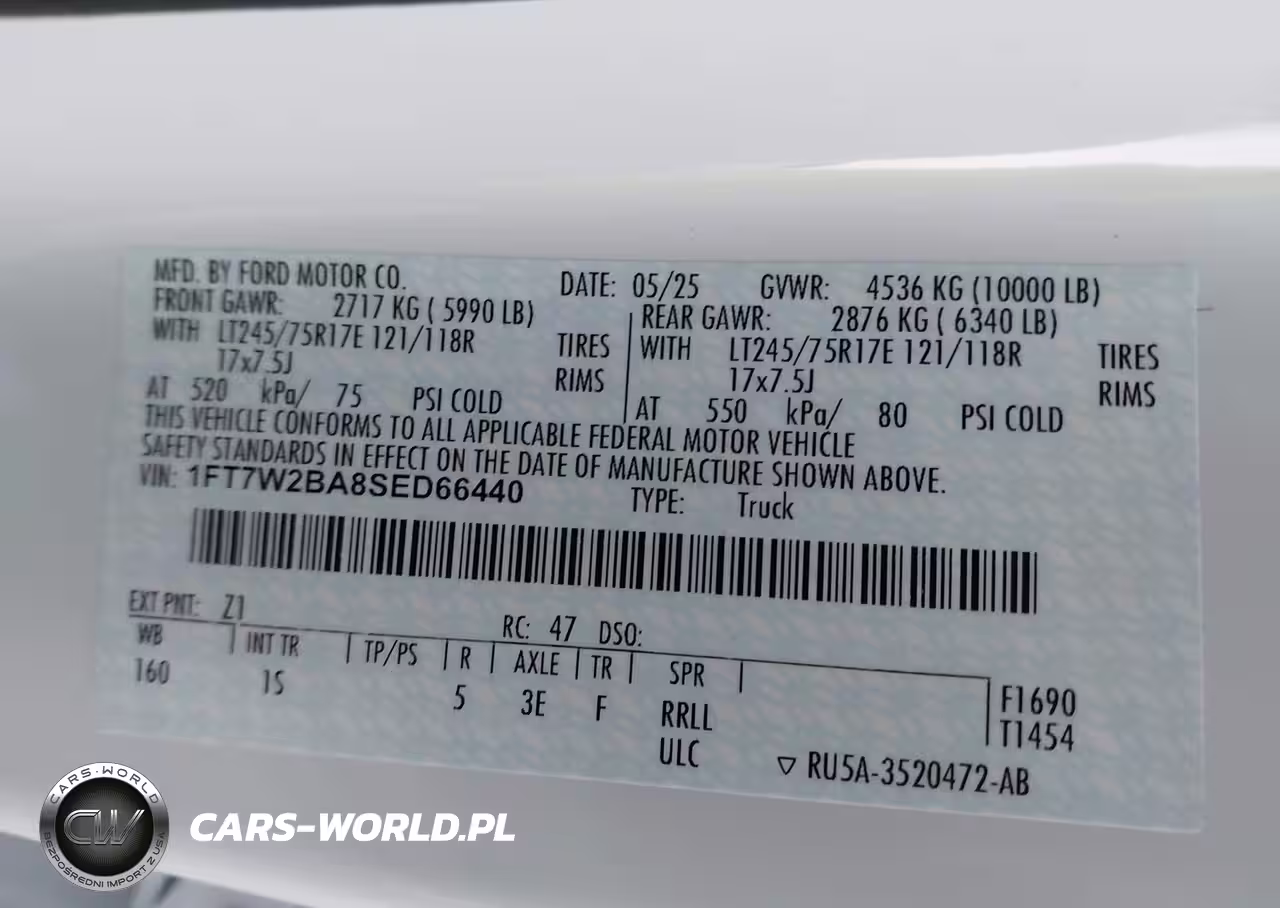 MFD. BY FORD MOTOR CO. DATE: 05/25 GVWR: 4536 KG (10000 LB)
FRONT GAWR: 2717 KG ( 5990 LB) REAR GAWR: 2876 KG ( 6340 LB)
WITH LT245/75R17E 121/118R TIRES WITH LT245/75R17E 121/118R TIRES
17x7.5J RIMS 17x7.5J RIMS
AT 520 kPa/ 75 PSI COLD AT 550 kPa/ 80 PSI COLD
THIS VEHICLE CONFORMS TO ALL APPLICABLE FEDERAL MOTOR VEHICLE
SAFETY STANDARDS IN EFFECT ON THE DATE OF MANUFACTURE SHOWN ABOVE.
VIN: 1FT7W2BA8SED66440 TYPE: Truck
EXT PNT: Z1 RC: 47 DSO:
WB INT TR TP/PS R AXLE TR SPR
160 1S 5 3E F RRLL
ULC
F1690
T1454
▽ RU5A-3520472-AB
CARS-WORLD
CW
BEZPOŚREDNI IMPORT Z USA
CARS-WORLD.PL